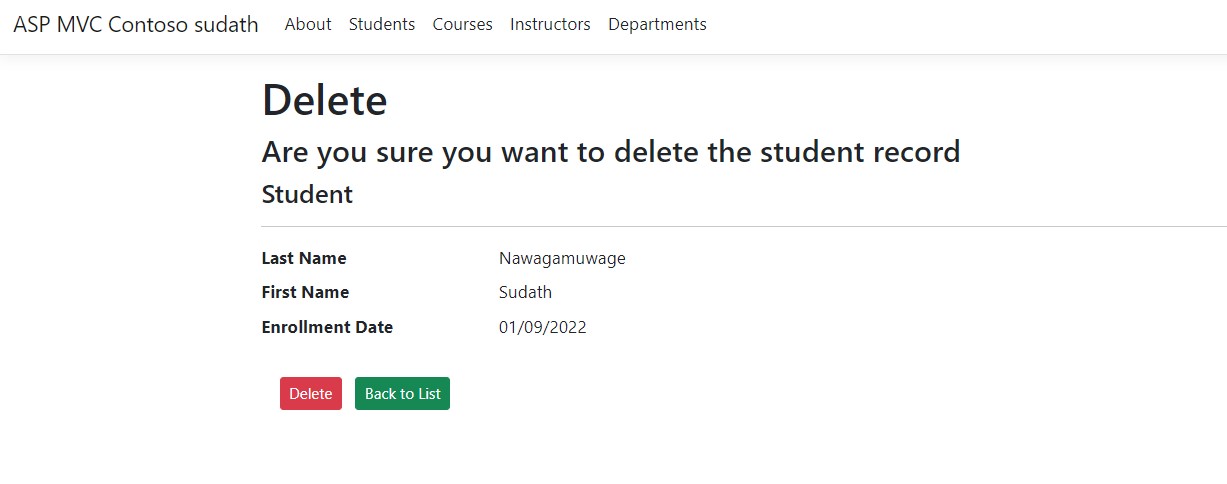 ASP MVC Contoso sudath About Students Courses Instructors Departments
Delete
Are you sure you want to delete the student record
Student
Last Name Nawagamuwage
First Name Sudath
Enrollment Date 01/09/2022
Delete Back to List